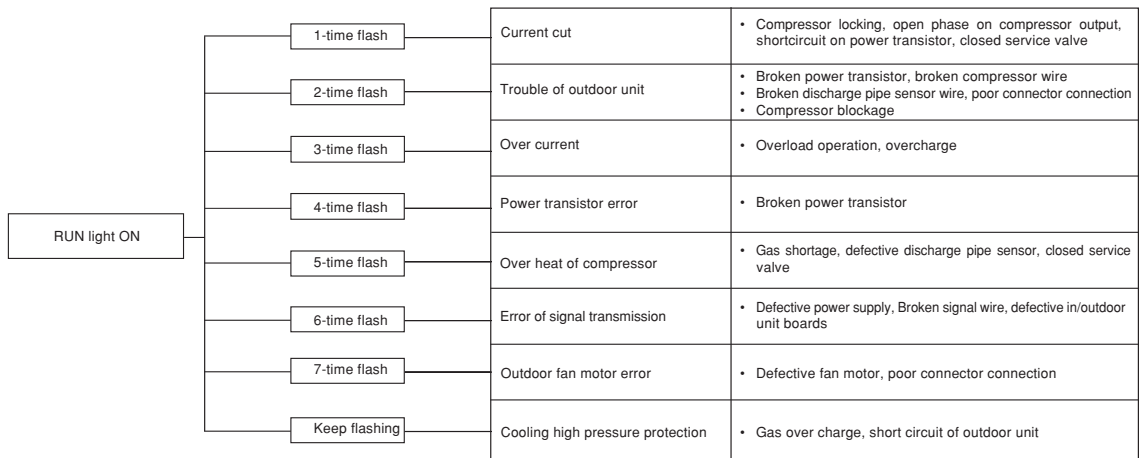 RUN light ON
1-time flash
Current cut
• Compressor locking, open phase on compressor output,
shortcircuit on power transistor, closed service valve
2-time flash
Trouble of outdoor unit
• Broken power transistor, broken compressor wire
• Broken discharge pipe sensor wire, poor connector connection
• Compressor blockage
3-time flash
Over current
• Overload operation, overcharge
4-time flash
Power transistor error
• Broken power transistor
5-time flash
Over heat of compressor
• Gas shortage, defective discharge pipe sensor, closed service
valve
6-time flash
Error of signal transmission
• Defective power supply, Broken signal wire, defective in/outdoor
unit boards
7-time flash
Outdoor fan motor error
• Defective fan motor, poor connector connection
Keep flashing
Cooling high pressure protection
• Gas over charge, short circuit of outdoor unit